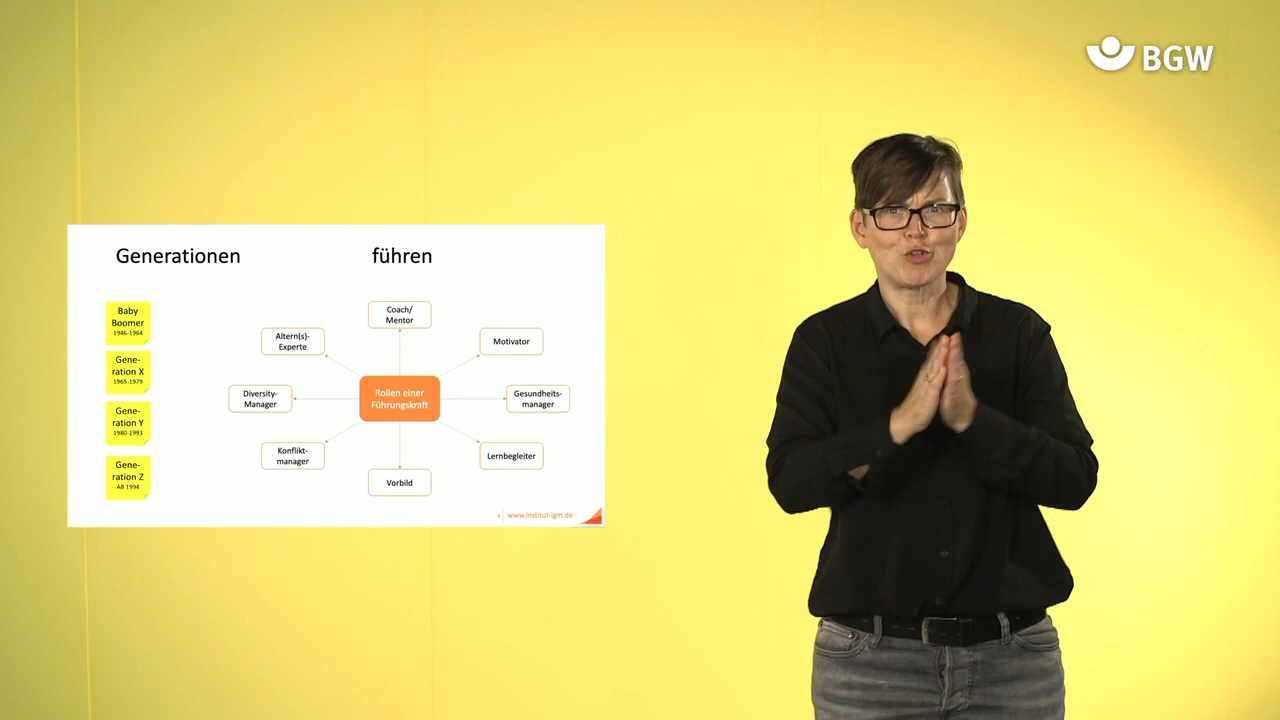 BGW
Generationen führen
Baby
Boomer
1946-1964
Gene-
ration X
1965-1979
Gene-
ration Y
1980-1993
Gene-
ration Z
AB 1994
Coach/
Mentor
Altern(s)-
Experte
Motivator
Diversity-
Manager
Rollen einer
Führungskraft
Gesundheits-
manager
Konflikt-
manager
Lernbegleiter
Vorbild
3 www.institut-igm.de